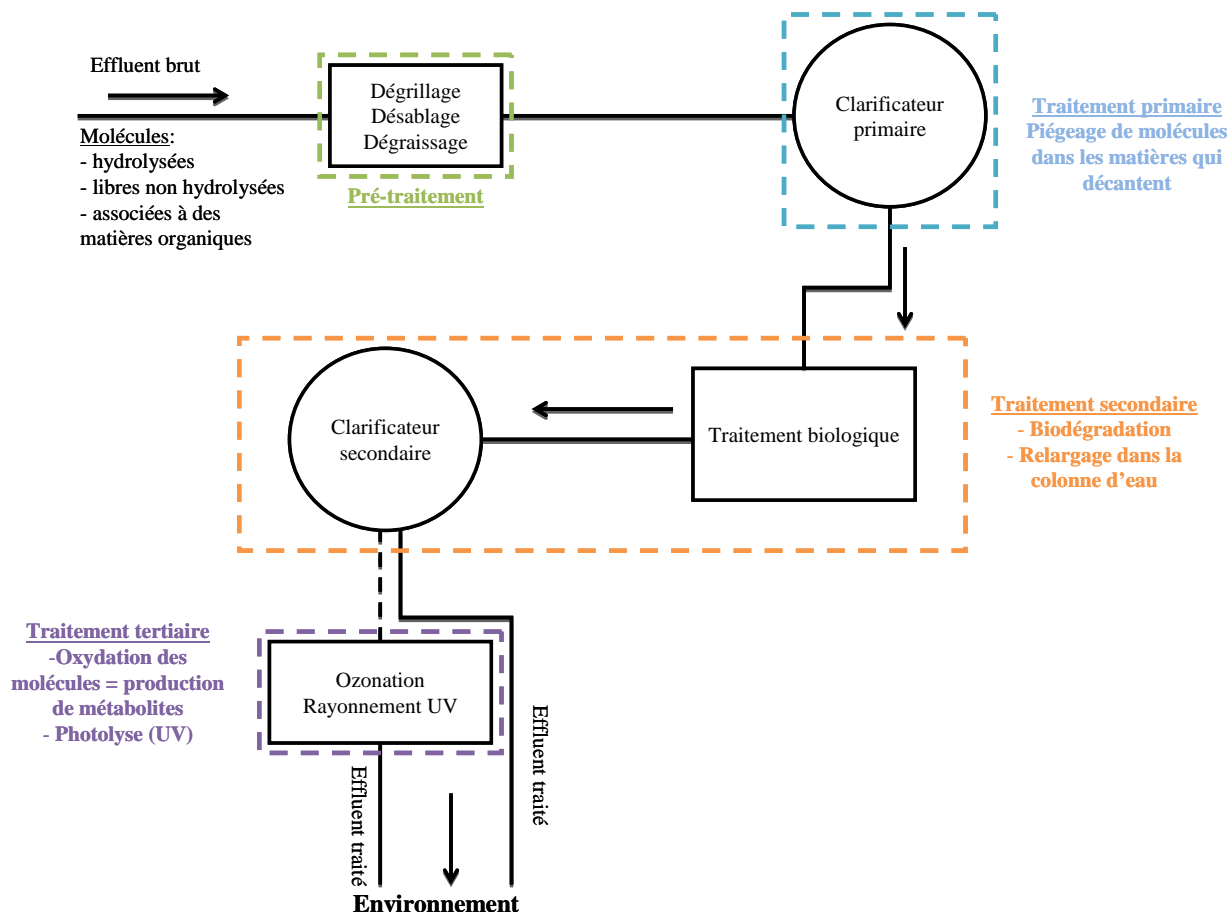 Effluent brut
Molécules:
- hydrolysées
- libres non hydrolysées
- associées à des
matières organiques
Dégrillage
Désablage
Dégraissage
Pré-traitement
Clarificateur
primaire
Traitement primaire
Piégeage de molécules
dans les matières qui
décantent
Clarificateur
secondaire
Traitement biologique
Traitement secondaire
- Biodégradation
- Relargage dans la
colonne d’eau
Traitement tertiaire
-Oxydation des
molécules = production
de métabolites
- Photolyse (UV)
Ozonation
Rayonnement UV
Effluent traité
Effluent traité
Environnement